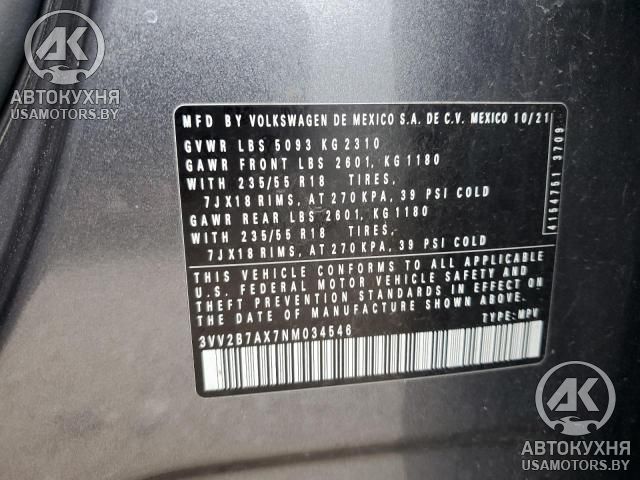 AK
АВТОКУХНЯ
USAMOTORS.BY
MFD BY VOLKSWAGEN DE MEXICO S.A. DE C.V. MEXICO 10/21
GVWR LBS 5093 KG 2310
GAWR FRONT LBS 2601, KG 1180
WITH 235/55 R18 TIRES,
7JX18 RIMS, AT 270 KPA, 39 PSI COLD
GAWR REAR LBS 2601, KG 1180
WITH 235/55 R18 TIRES,
7JX18 RIMS, AT 270 KPA, 39 PSI COLD
THIS VEHICLE CONFORMS TO ALL APPLICABLE
U.S. FEDERAL MOTOR VEHICLE SAFETY AND
THEFT PREVENTION STANDARDS IN EFFECT ON
THE DATE OF MANUFACTURE SHOWN ABOVE.
3VV2B7AX7NM034546 TYPE: MPV
4154751 3709
AK
АВТОКУХНЯ
USAMOTORS.BY